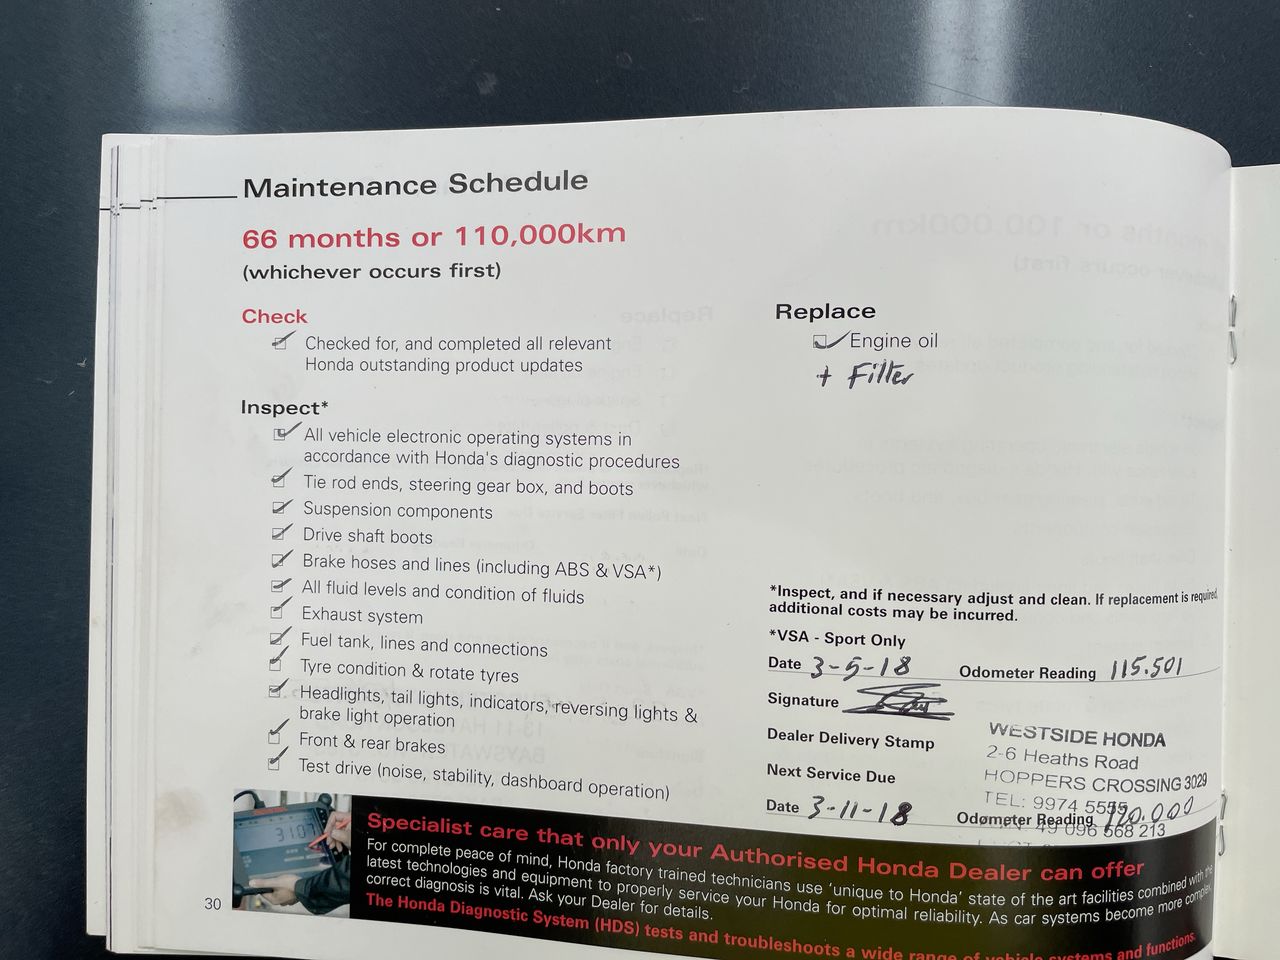 Maintenance Schedule
66 months or 110,000km
(whichever occurs first)
Check
Checked for, and completed all relevant
Honda outstanding product updates
Inspect*
All vehicle electronic operating systems in
accordance with Honda's diagnostic procedures
Tie rod ends, steering gear box, and boots
Suspension components
Drive shaft boots
Brake hoses and lines (including ABS & VSA*)
All fluid levels and condition of fluids
Exhaust system
Fuel tank, lines and connections
Tyre condition & rotate tyres
Headlights, tail lights, indicators, reversing lights &
brake light operation
Front & rear brakes
Test drive (noise, stability, dashboard operation)
Replace
Engine oil
+ Filter
*Inspect, and if necessary adjust and clean. If replacement is required,
additional costs may be incurred.
*VSA - Sport Only
Date 3-5-18 Odometer Reading 115.501
Signature
Dealer Delivery Stamp
WESTSIDE HONDA
2-6 Heaths Road
HOPPERS CROSSING 3029
TEL: 9974 5555
49 096 568 213
Next Service Due
Date 3-11-18 Odometer Reading 120.000
3107
Specialist care that only your Authorised Honda Dealer can offer
For complete peace of mind, Honda factory trained technicians use 'unique to Honda' state of the art facilities combined with the
latest technologies and equipment to properly service your Honda for optimal reliability. As car systems become more complex,
correct diagnosis is vital. Ask your Dealer for details.
The Honda Diagnostic System (HDS) tests and troubleshoots a wide range of vehicle systems and functions.
30